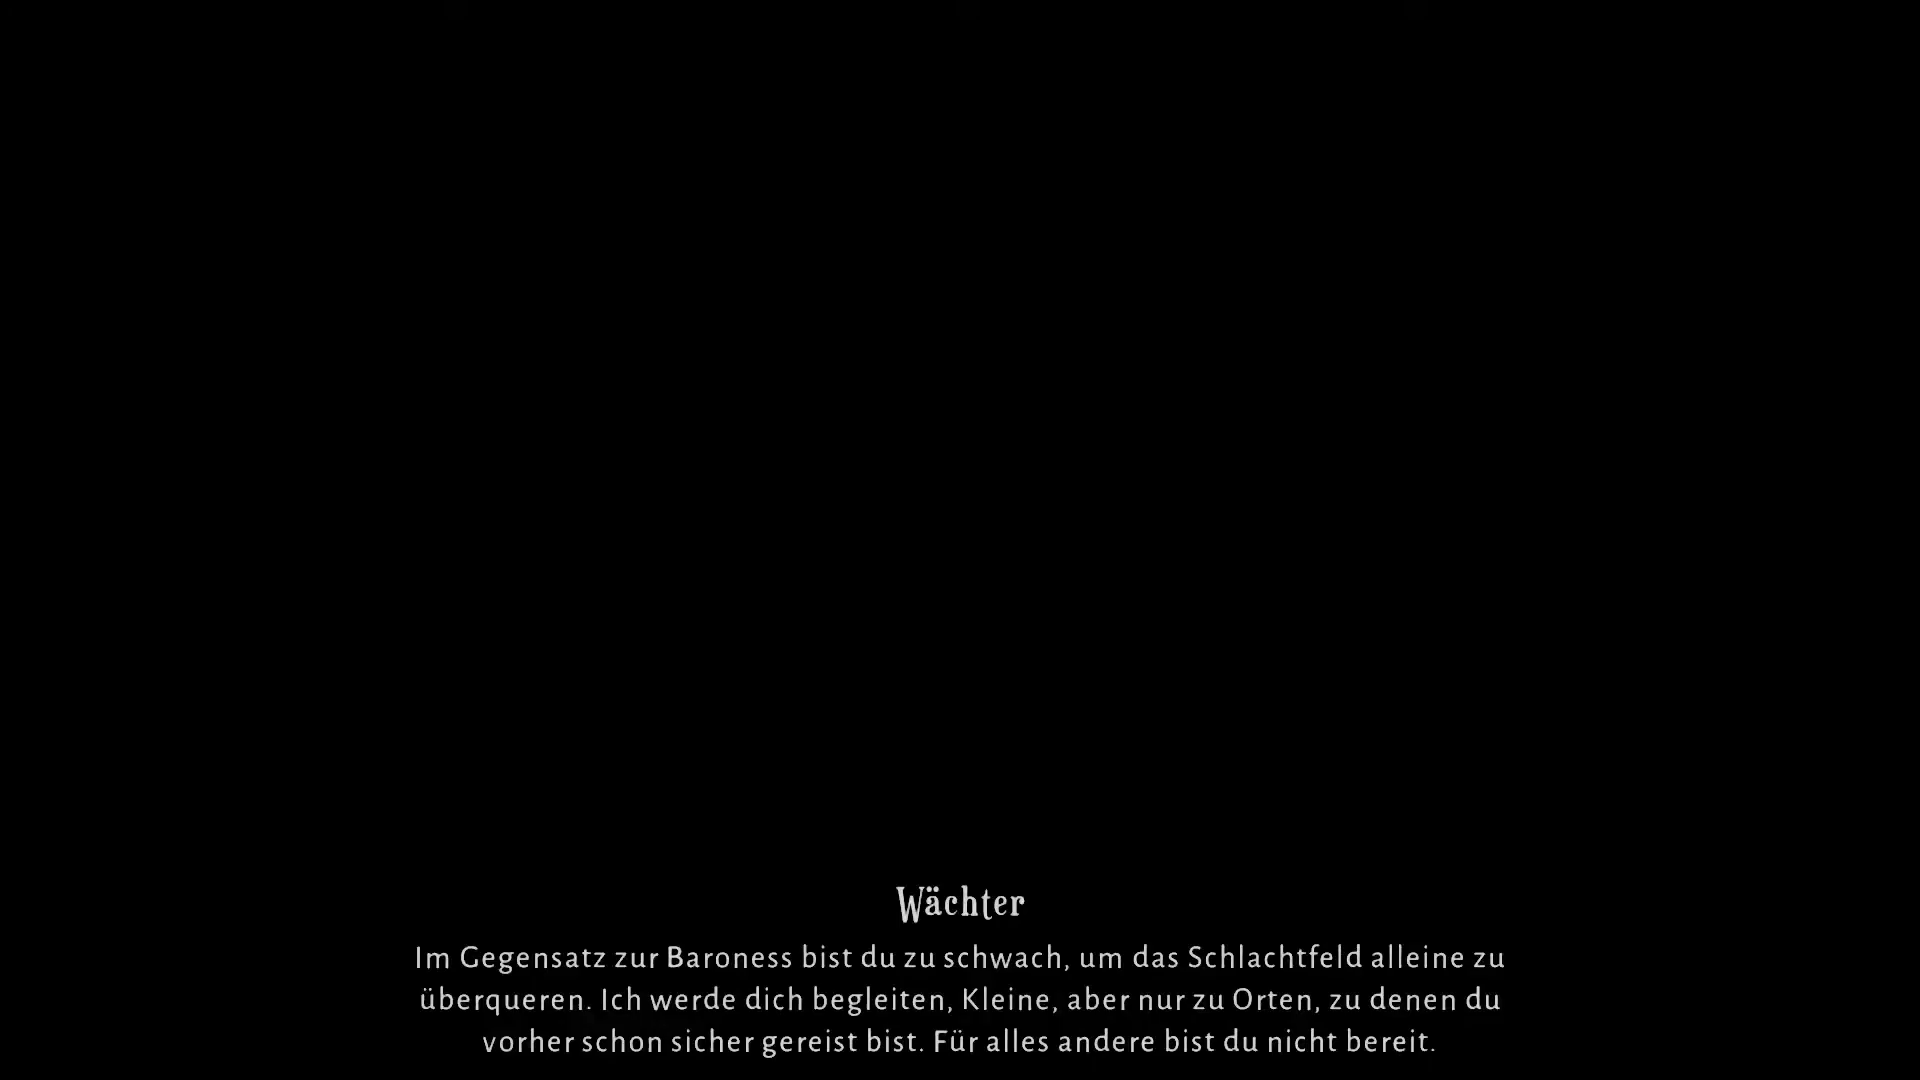 Wächter
Im Gegensatz zur Baroness bist du zu schwach, um das Schlachtfeld alleine zu
überqueren. Ich werde dich begleiten, Kleine, aber nur zu Orten, zu denen du
vorher schon sicher gereist bist. Für alles andere bist du nicht bereit.